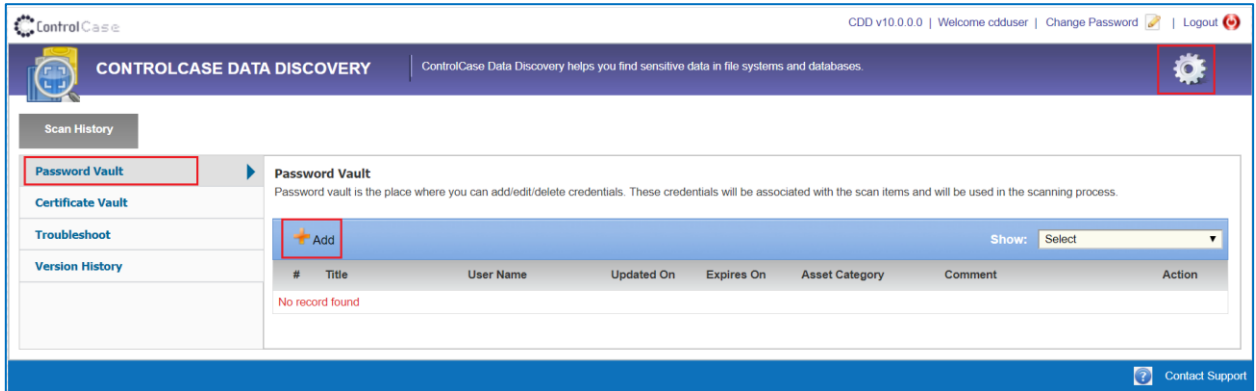 ControlCase
CDD v10.0.0.0 | Welcome cdduser | Change Password | Logout
CONTROLCASE DATA DISCOVERY
ControlCase Data Discovery helps you find sensitive data in file systems and databases.
Scan History
Password Vault
Certificate Vault
Troubleshoot
Version History
Password Vault
Password vault is the place where you can add/edit/delete credentials. These credentials will be associated with the scan items and will be used in the scanning process.
Add
Show: Select
# Title User Name Updated On Expires On Asset Category Comment Action
No record found
? Contact Support